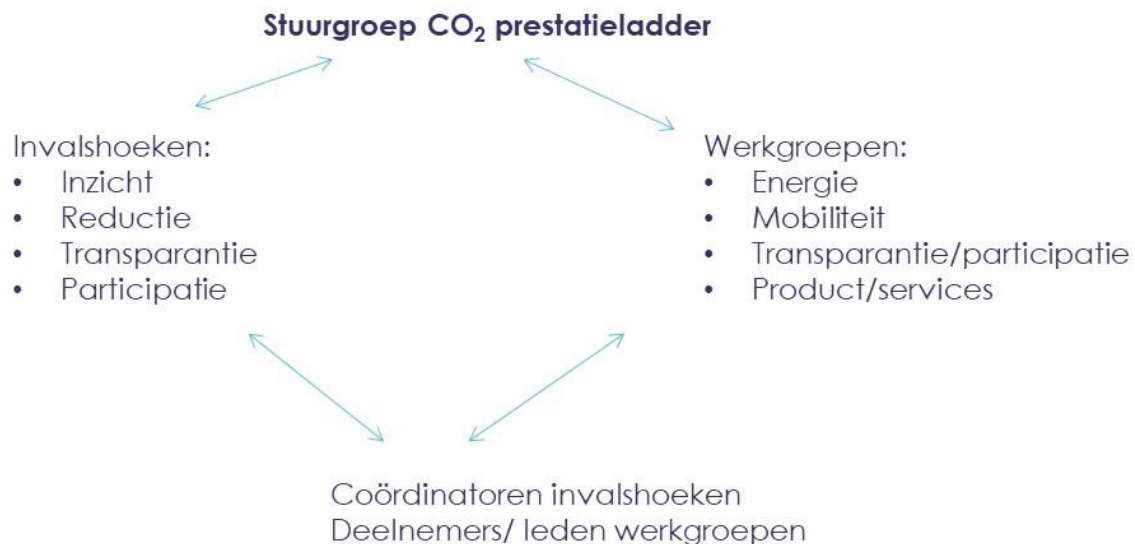 Stuurgroep CO₂ prestatieladder
Invalshoeken:
• Inzicht
• Reductie
• Transparantie
• Participatie
Werkgroepen:
• Energie
• Mobiliteit
• Transparantie/participatie
• Product/services
Coördinatoren invalshoeken
Deelnemers/ leden werkgroepen